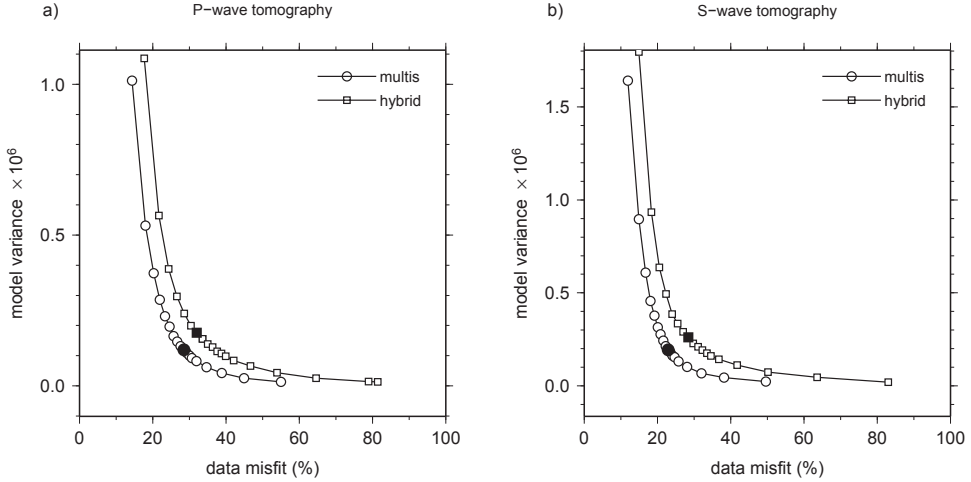 a) P−wave tomography
multis
hybrid
1.0
0.5
0.0
model variance ×10⁶
0 20 40 60 80 100
data misfit (%)
b) S−wave tomography
multis
hybrid
1.5
1.0
0.5
0.0
model variance ×10⁶
0 20 40 60 80 100
data misfit (%)